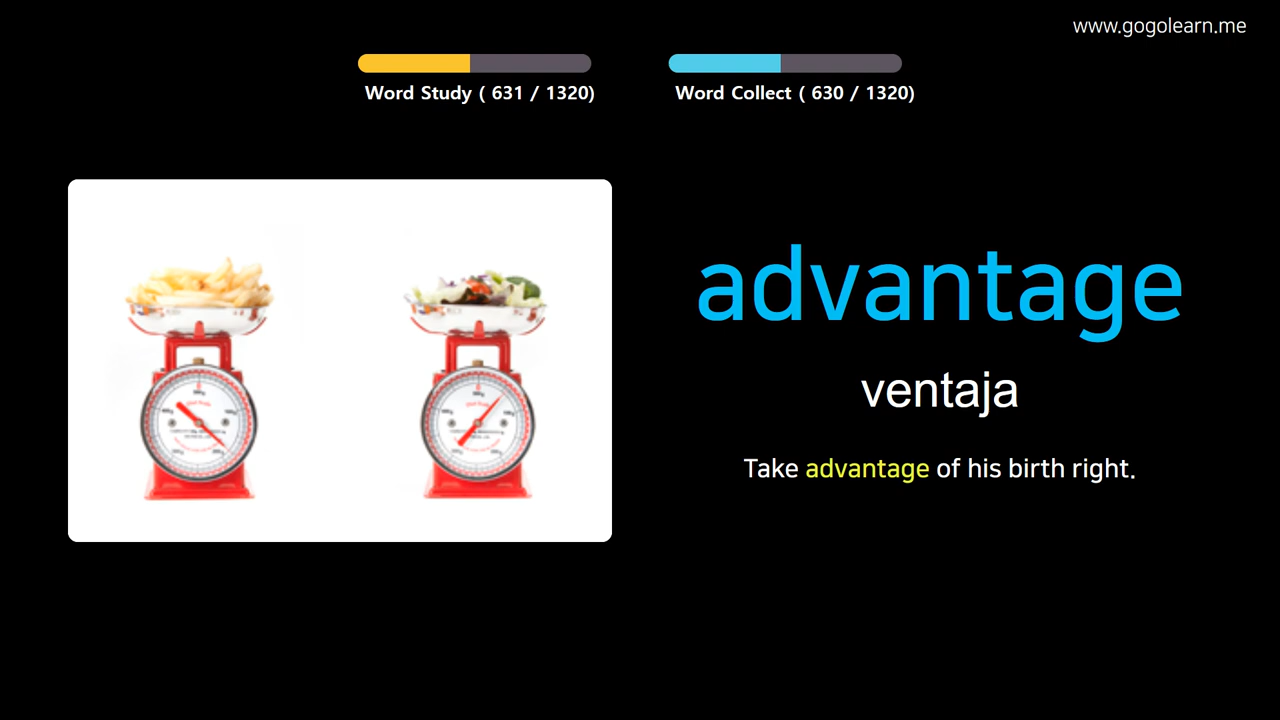 www.gogolearn.me
Word Study ( 631 / 1320)
Word Collect ( 630 / 1320)
advantage
ventaja
Take advantage of his birth right.